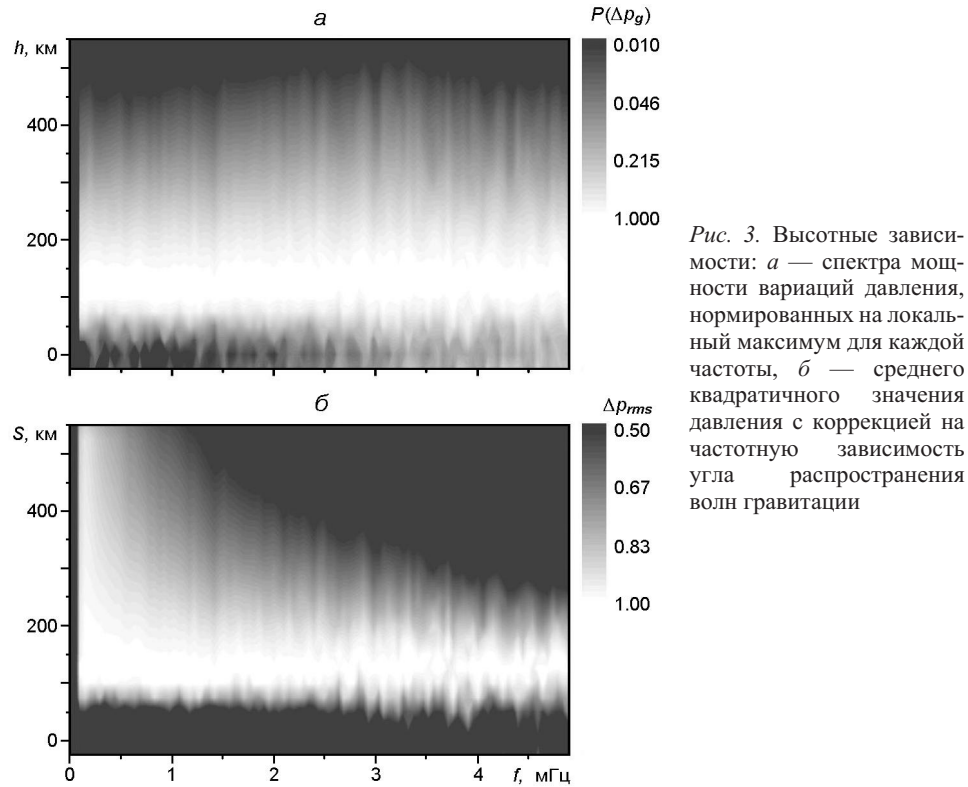 а
P(Δp_g)
h, км
0.010
400
0.046
0.215
200
1.000
0
Рис. 3. Высотные зависи-
мости: а — спектра мощ-
ности вариаций давления,
нормированных на локаль-
ный максимум для каждой
частоты, б — среднего
квадратичного значения
давления с коррекцией на
частотную зависимость
угла распространения
волн гравитации
б
Δp_rms
S, км
0.50
0.67
400
0.83
1.00
200
0
0 1 2 3 4 f, мГц